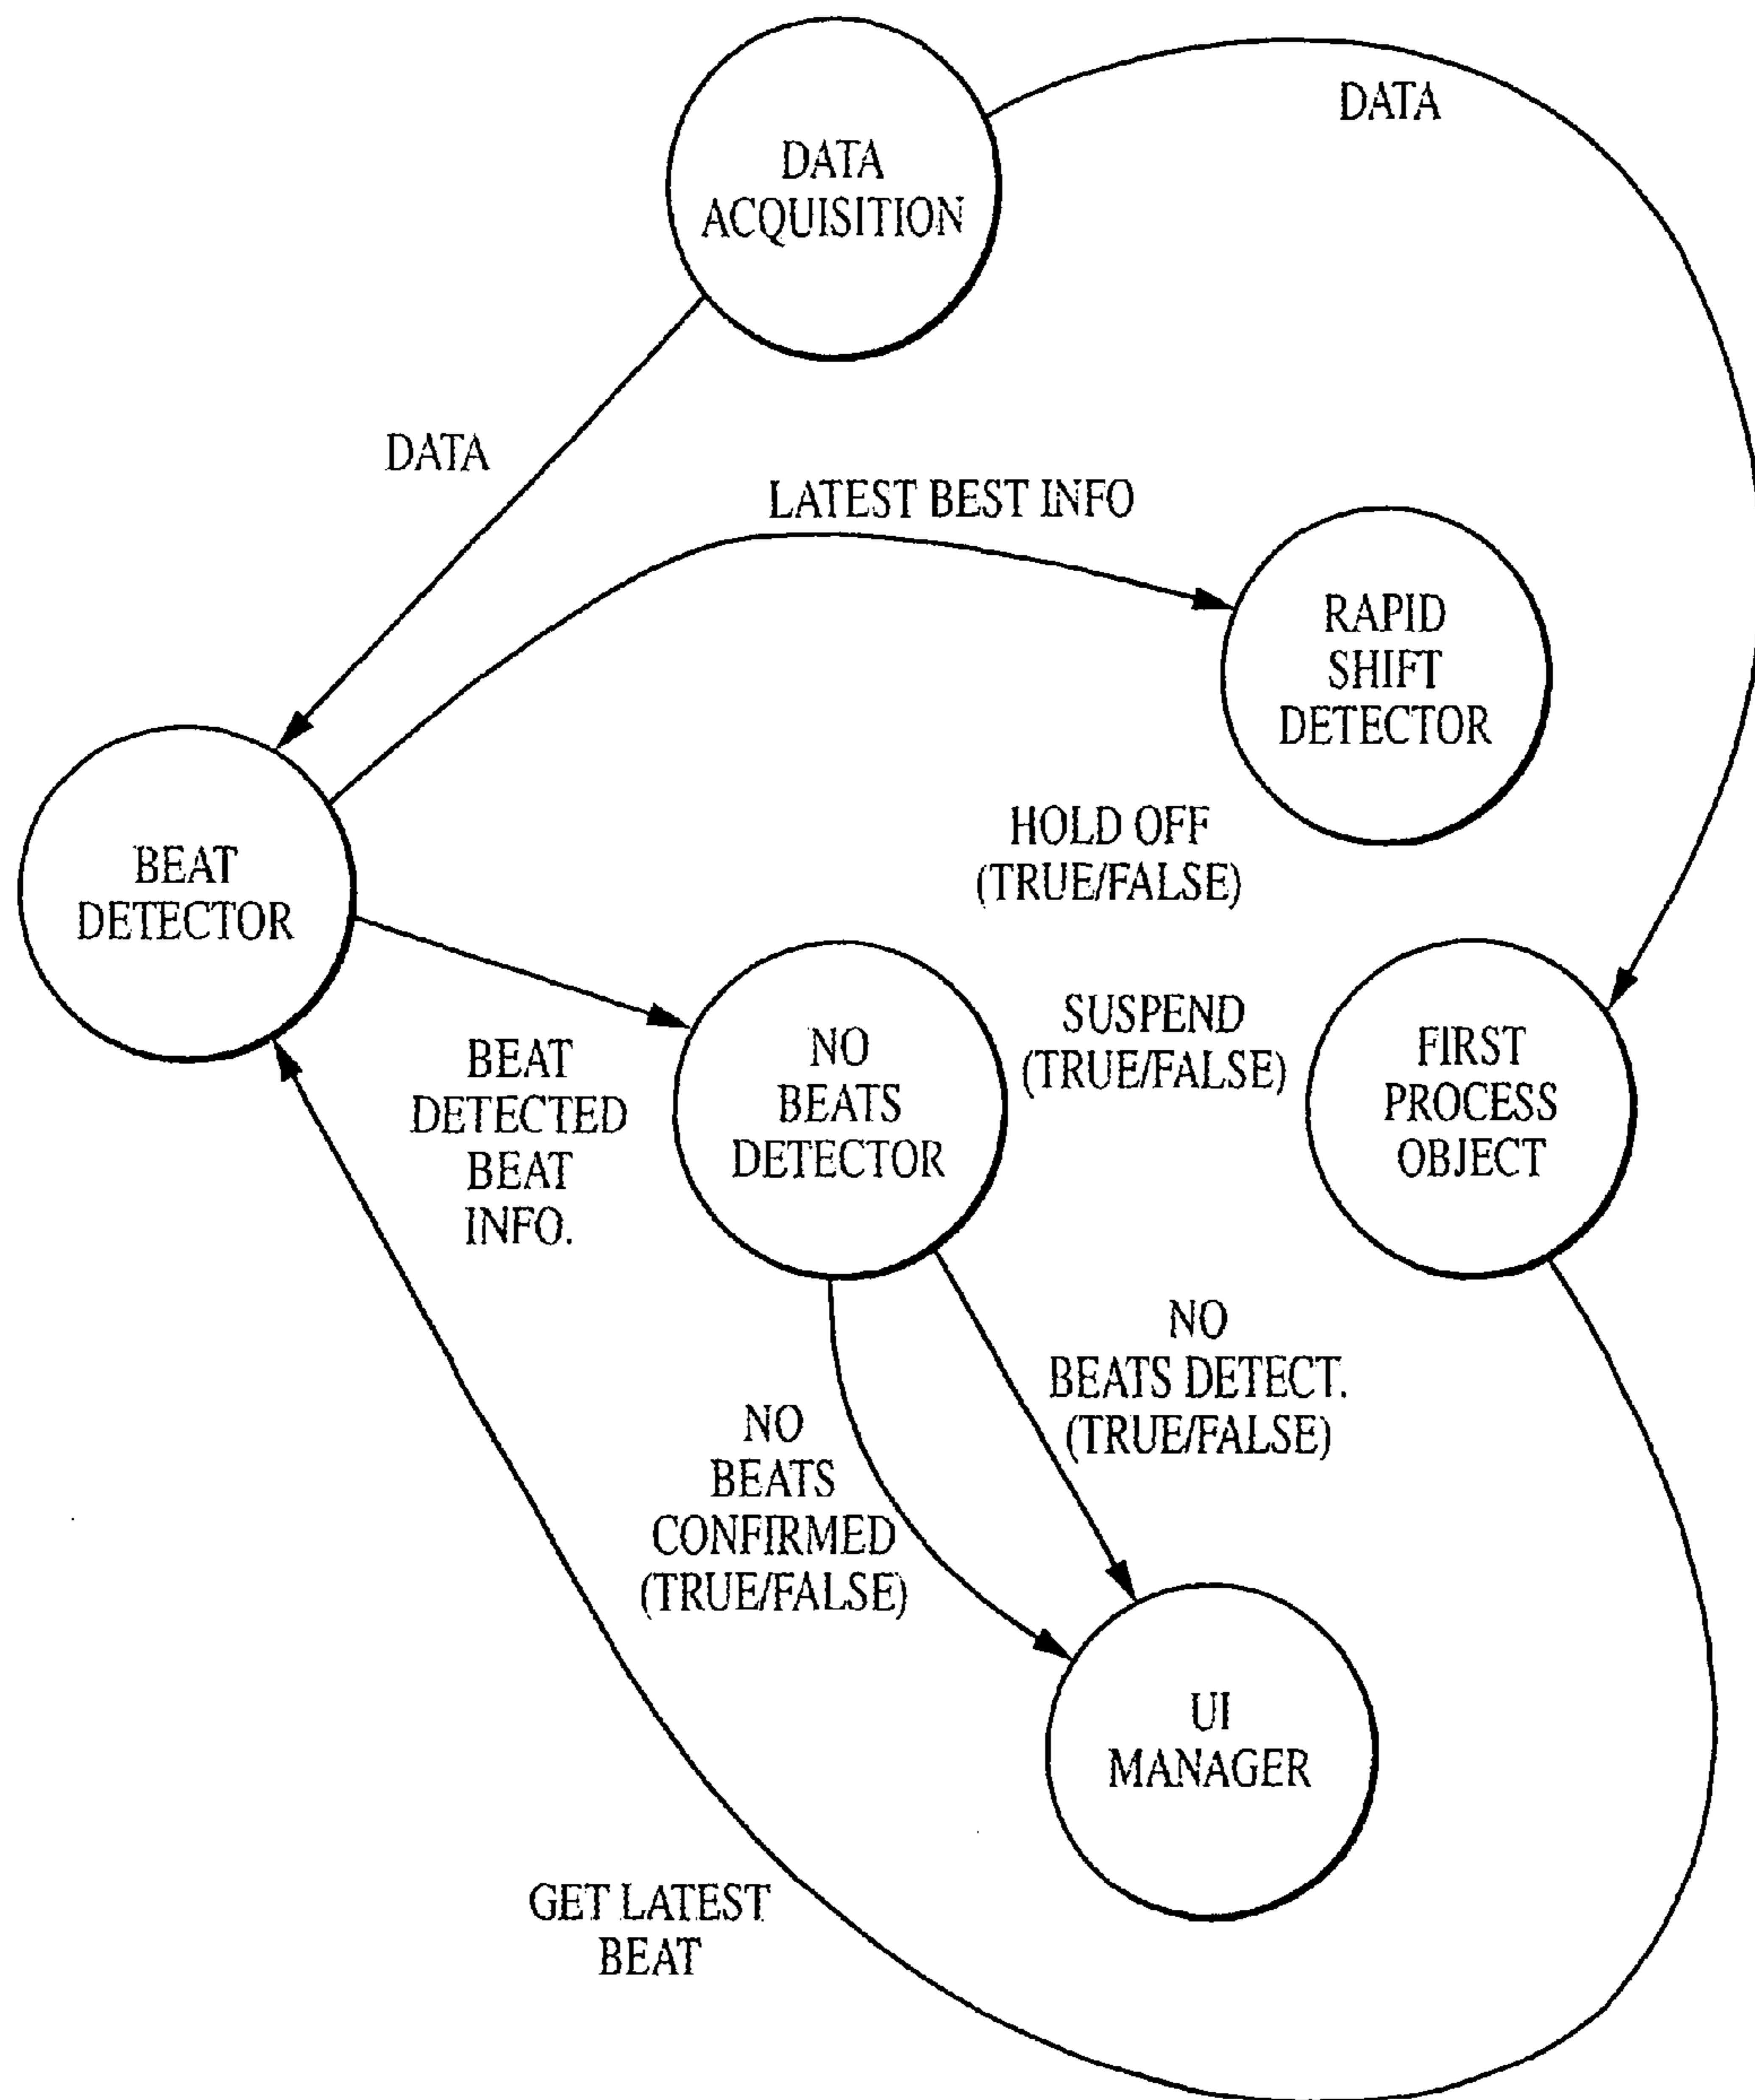 DATA
DATA
ACQUISITION
DATA
LATEST BEST INFO
RAPID
SHIFT
DETECTOR
HOLD OFF
(TRUE/FALSE)
BEAT
DETECTOR
SUSPEND
(TRUE/FALSE)
NO
BEATS
DETECTOR
FIRST
PROCESS
OBJECT
BEAT
DETECTED
BEAT
INFO.
NO
BEATS DETECT.
(TRUE/FALSE)
NO
BEATS
CONFIRMED
(TRUE/FALSE)
UI
MANAGER
GET LATEST
BEAT